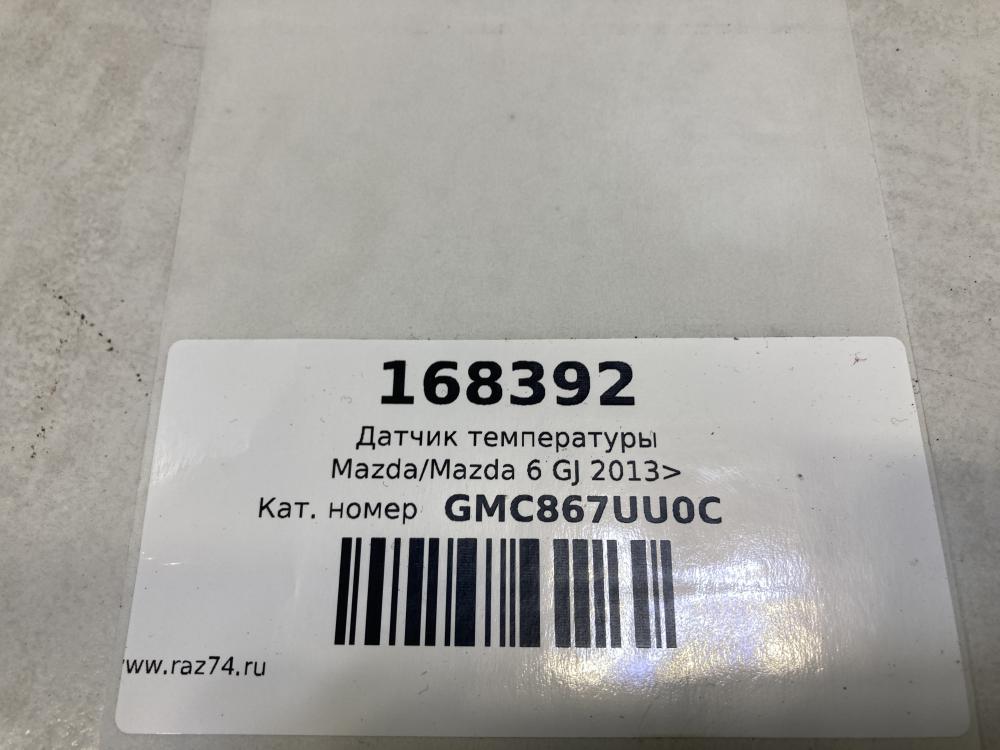 168392
Датчик температуры
Mazda/Mazda 6 GJ 2013>
Кат. номер GMC867UU0C
www.raz74.ru